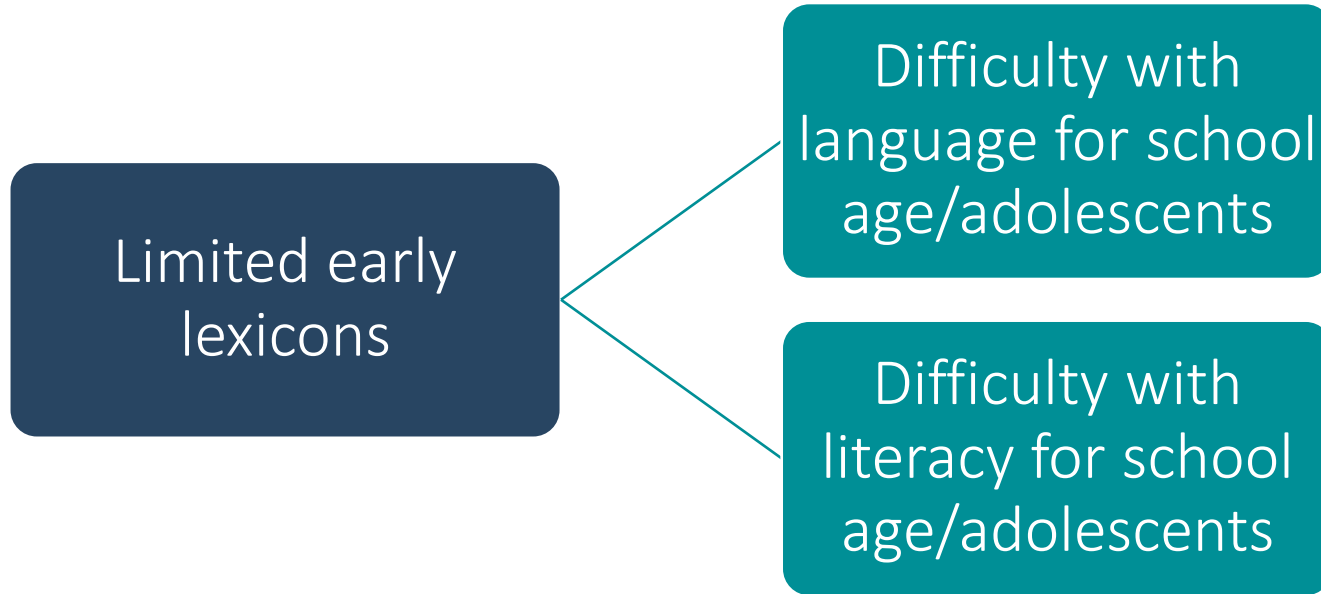 Limited early
lexicons
Difficulty with
language for school
age/adolescents
Difficulty with
literacy for school
age/adolescents